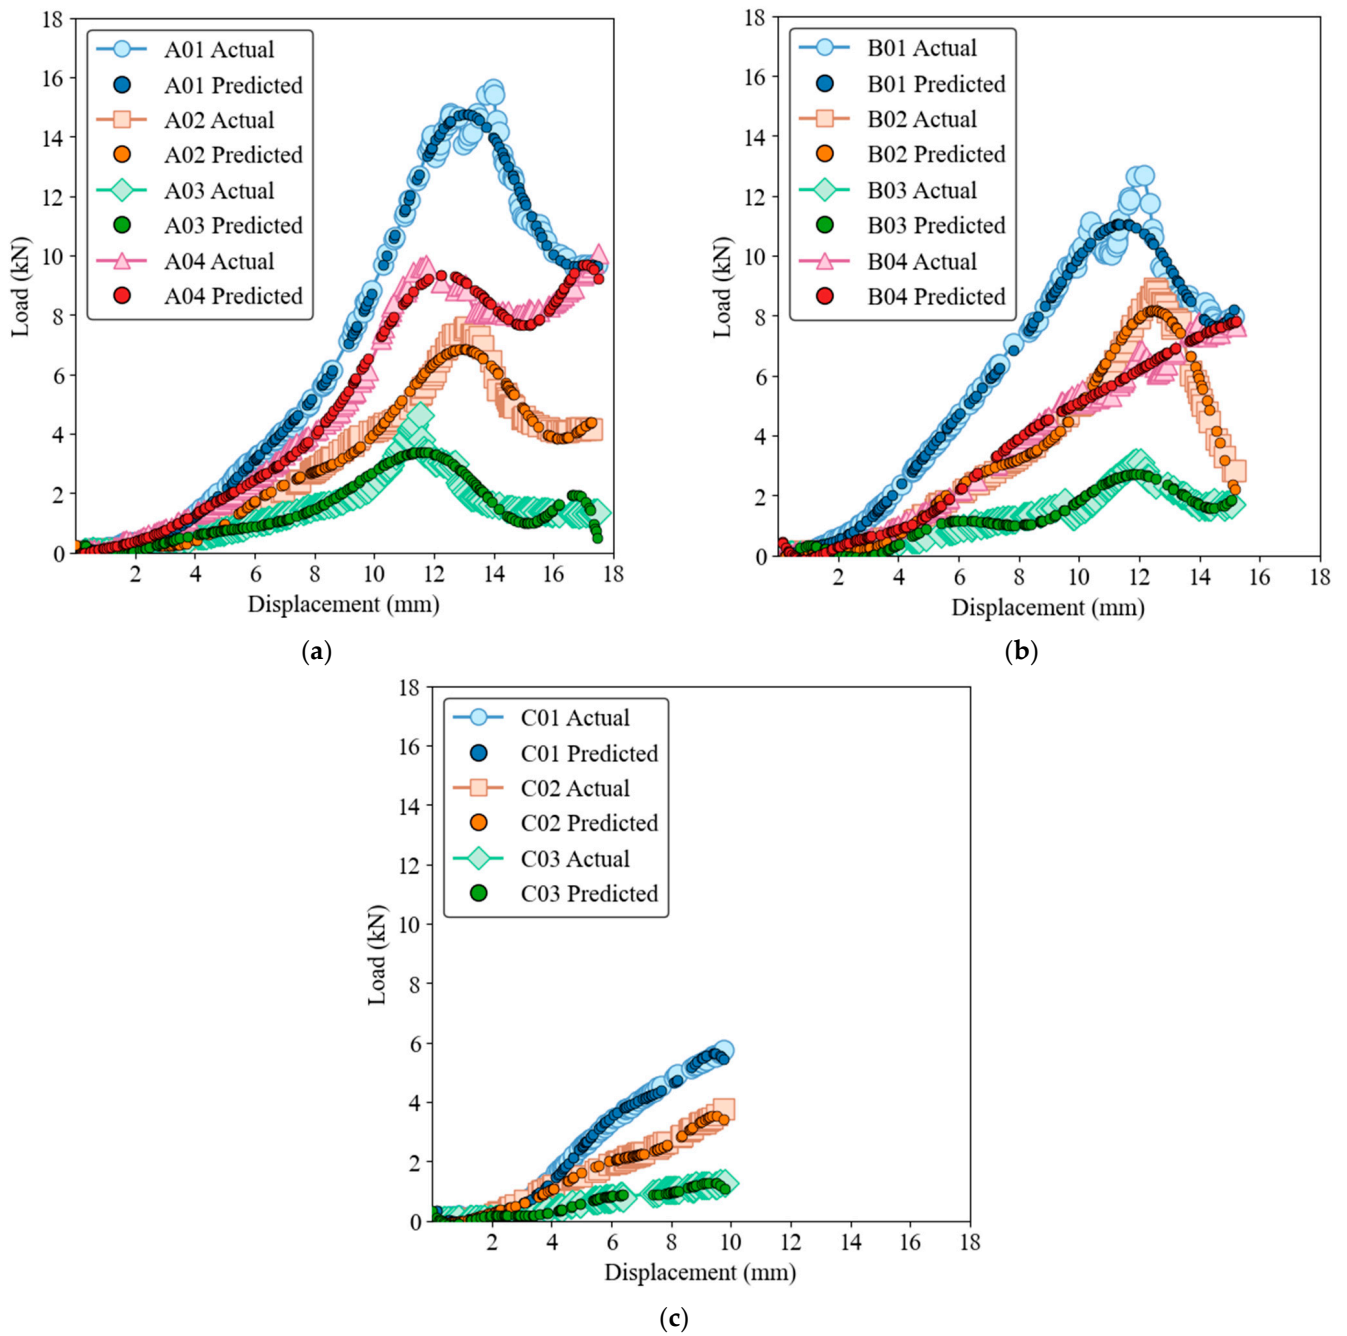 18
16
14
12
10
8
6
4
2
0
Load (kN)
A01 Actual
A01 Predicted
A02 Actual
A02 Predicted
A03 Actual
A03 Predicted
A04 Actual
A04 Predicted
2 4 6 8 10 12 14 16 18
Displacement (mm)
(a)
18
16
14
12
10
8
6
4
2
0
Load (kN)
B01 Actual
B01 Predicted
B02 Actual
B02 Predicted
B03 Actual
B03 Predicted
B04 Actual
B04 Predicted
2 4 6 8 10 12 14 16 18
Displacement (mm)
(b)
18
16
14
12
10
8
6
4
2
0
Load (kN)
C01 Actual
C01 Predicted
C02 Actual
C02 Predicted
C03 Actual
C03 Predicted
2 4 6 8 10 12 14 16 18
Displacement (mm)
(c)